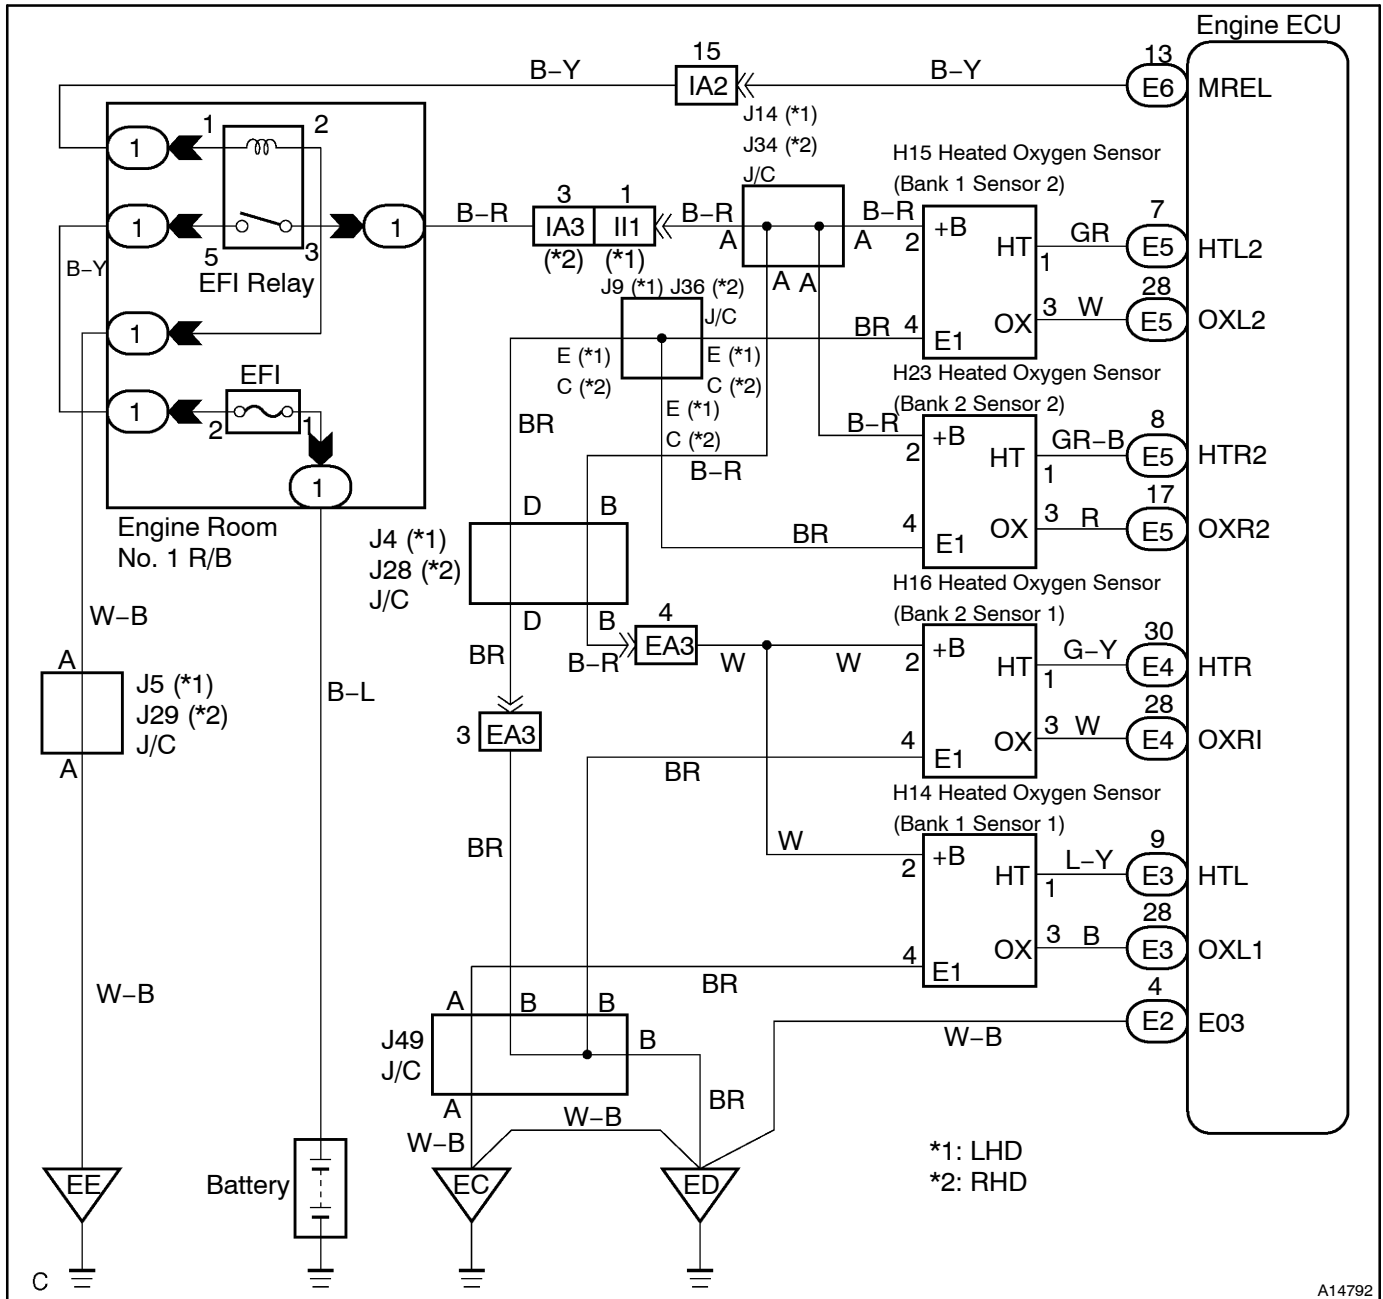 Engine ECU
15
13
B–Y
IA2
B–Y
E6
MREL
J14 (*1)
J34 (*2)
J/C
H15 Heated Oxygen Sensor
(Bank 1 Sensor 2)
1
1
2
1
5
3
EFI Relay
1
B–Y
B–R
3
1
IA3
II1
(*2)
(*1)
B–R
A
A
A
A
B–R
2
+B
HT
1
GR
7
E5
HTL2
OX
3
W
28
E5
OXL2
4
E1
BR
J9 (*1) J36 (*2)
J/C
E (*1)
C (*2)
E (*1)
C (*2)
E (*1)
C (*2)
1
1
EFI
2
1
1
Engine Room
No. 1 R/B
H23 Heated Oxygen Sensor
(Bank 2 Sensor 2)
B–R
2
+B
HT
1
GR–B
8
E5
HTR2
OX
3
R
17
E5
OXR2
4
E1
BR
BR
B–R
D
B
J4 (*1)
J28 (*2)
J/C
D
B
H16 Heated Oxygen Sensor
(Bank 2 Sensor 1)
W–B
A
J5 (*1)
J29 (*2)
J/C
A
B–L
BR
B–R
4
EA3
W
W
2
+B
HT
1
G–Y
30
E4
HTR
OX
3
W
28
E4
OXRI
4
E1
BR
3
EA3
H14 Heated Oxygen Sensor
(Bank 1 Sensor 1)
BR
W
2
+B
HT
1
L–Y
9
E3
HTL
OX
3
B
28
E3
OXL1
4
E1
BR
W–B
A
B
B
J49
J/C
B
A
4
E2
E03
W–B
BR
W–B
W–B
EE
Battery
EC
ED
*1: LHD
*2: RHD
C
A14792